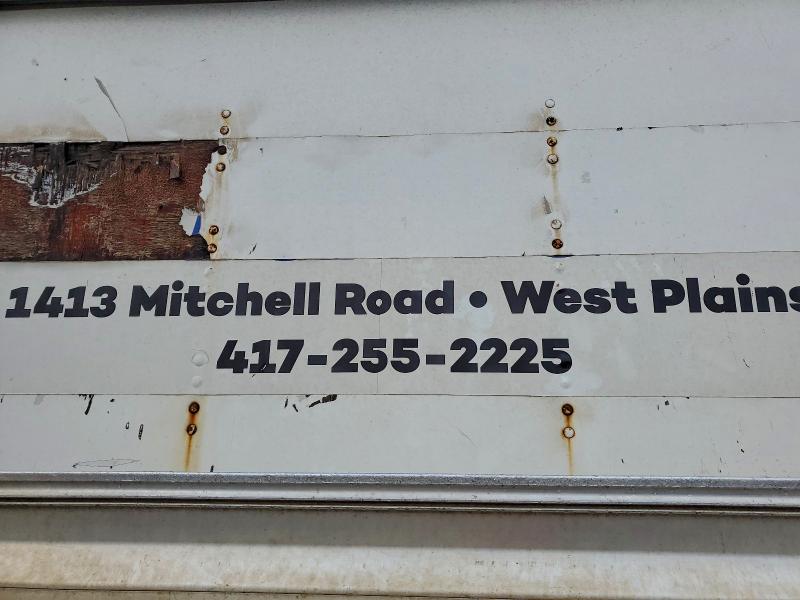 1413 Mitchell Road • West Plains
417-255-2225